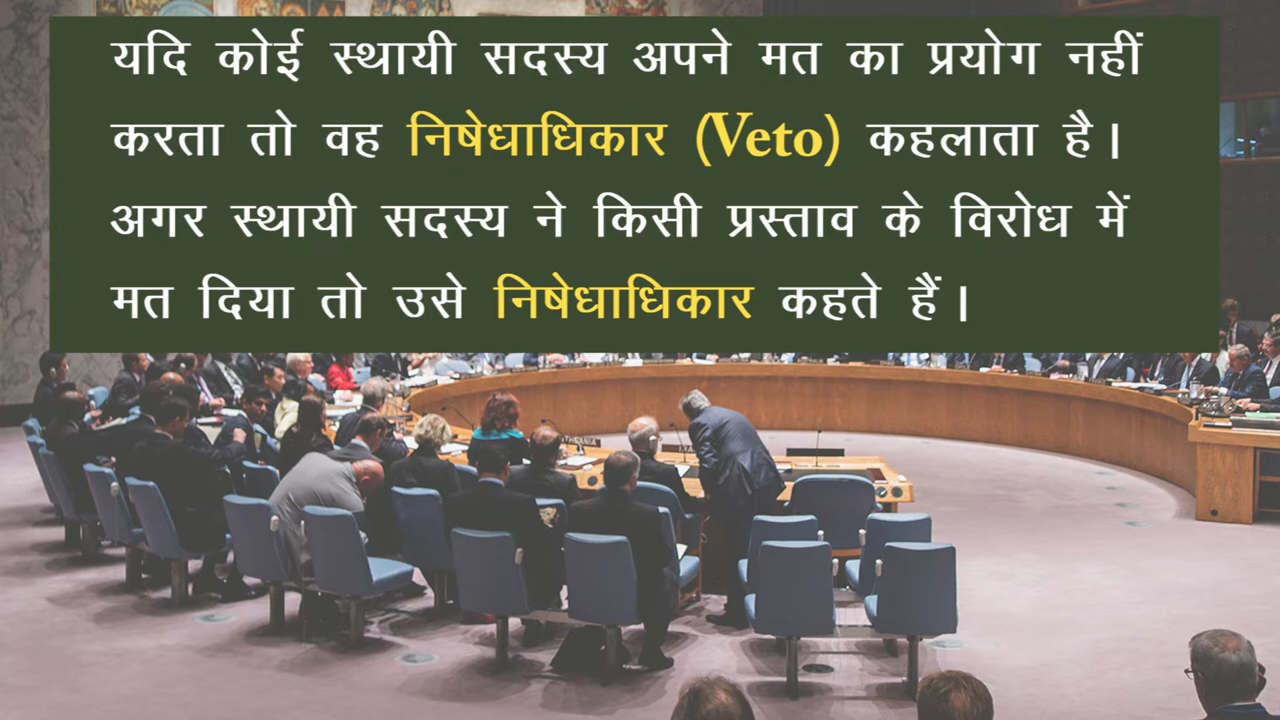 यदि कोई स्थायी सदस्य अपने मत का प्रयोग नहीं
करता तो वह निषेधाधिकार (Veto) कहलाता है।
अगर स्थायी सदस्य ने किसी प्रस्ताव के विरोध में
मत दिया तो उसे निषेधाधिकार कहते हैं।